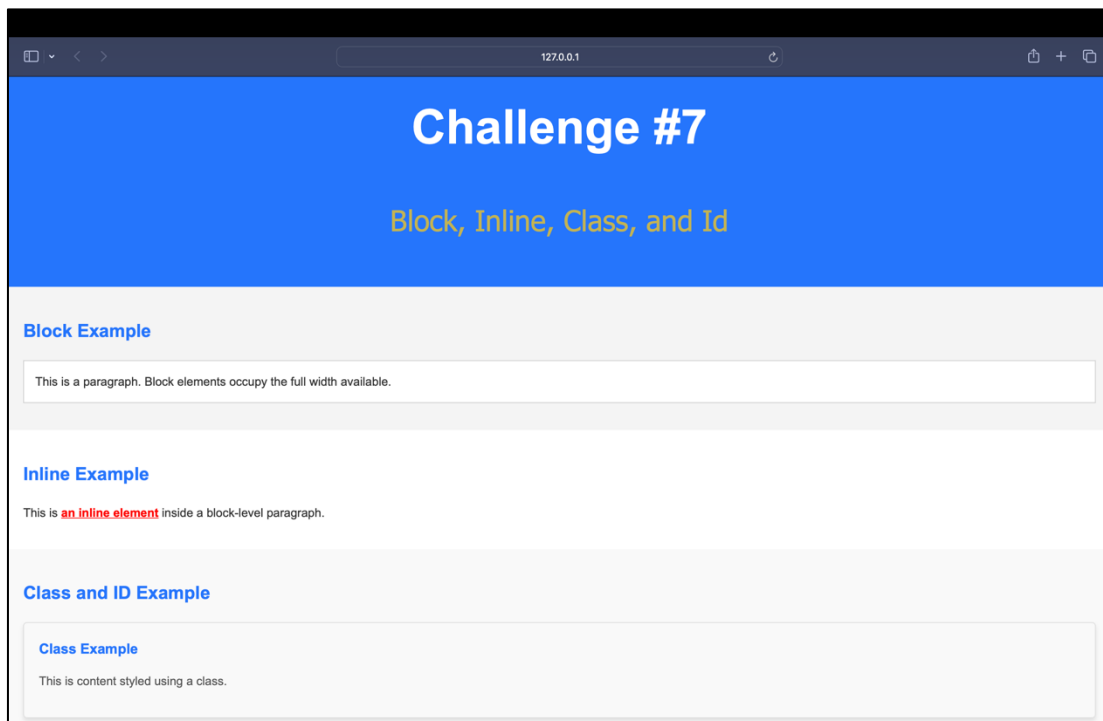 127.0.0.1
Challenge #7
Block, Inline, Class, and Id
Block Example
This is a paragraph. Block elements occupy the full width available.
Inline Example
This is an inline element inside a block-level paragraph.
Class and ID Example
Class Example
This is content styled using a class.